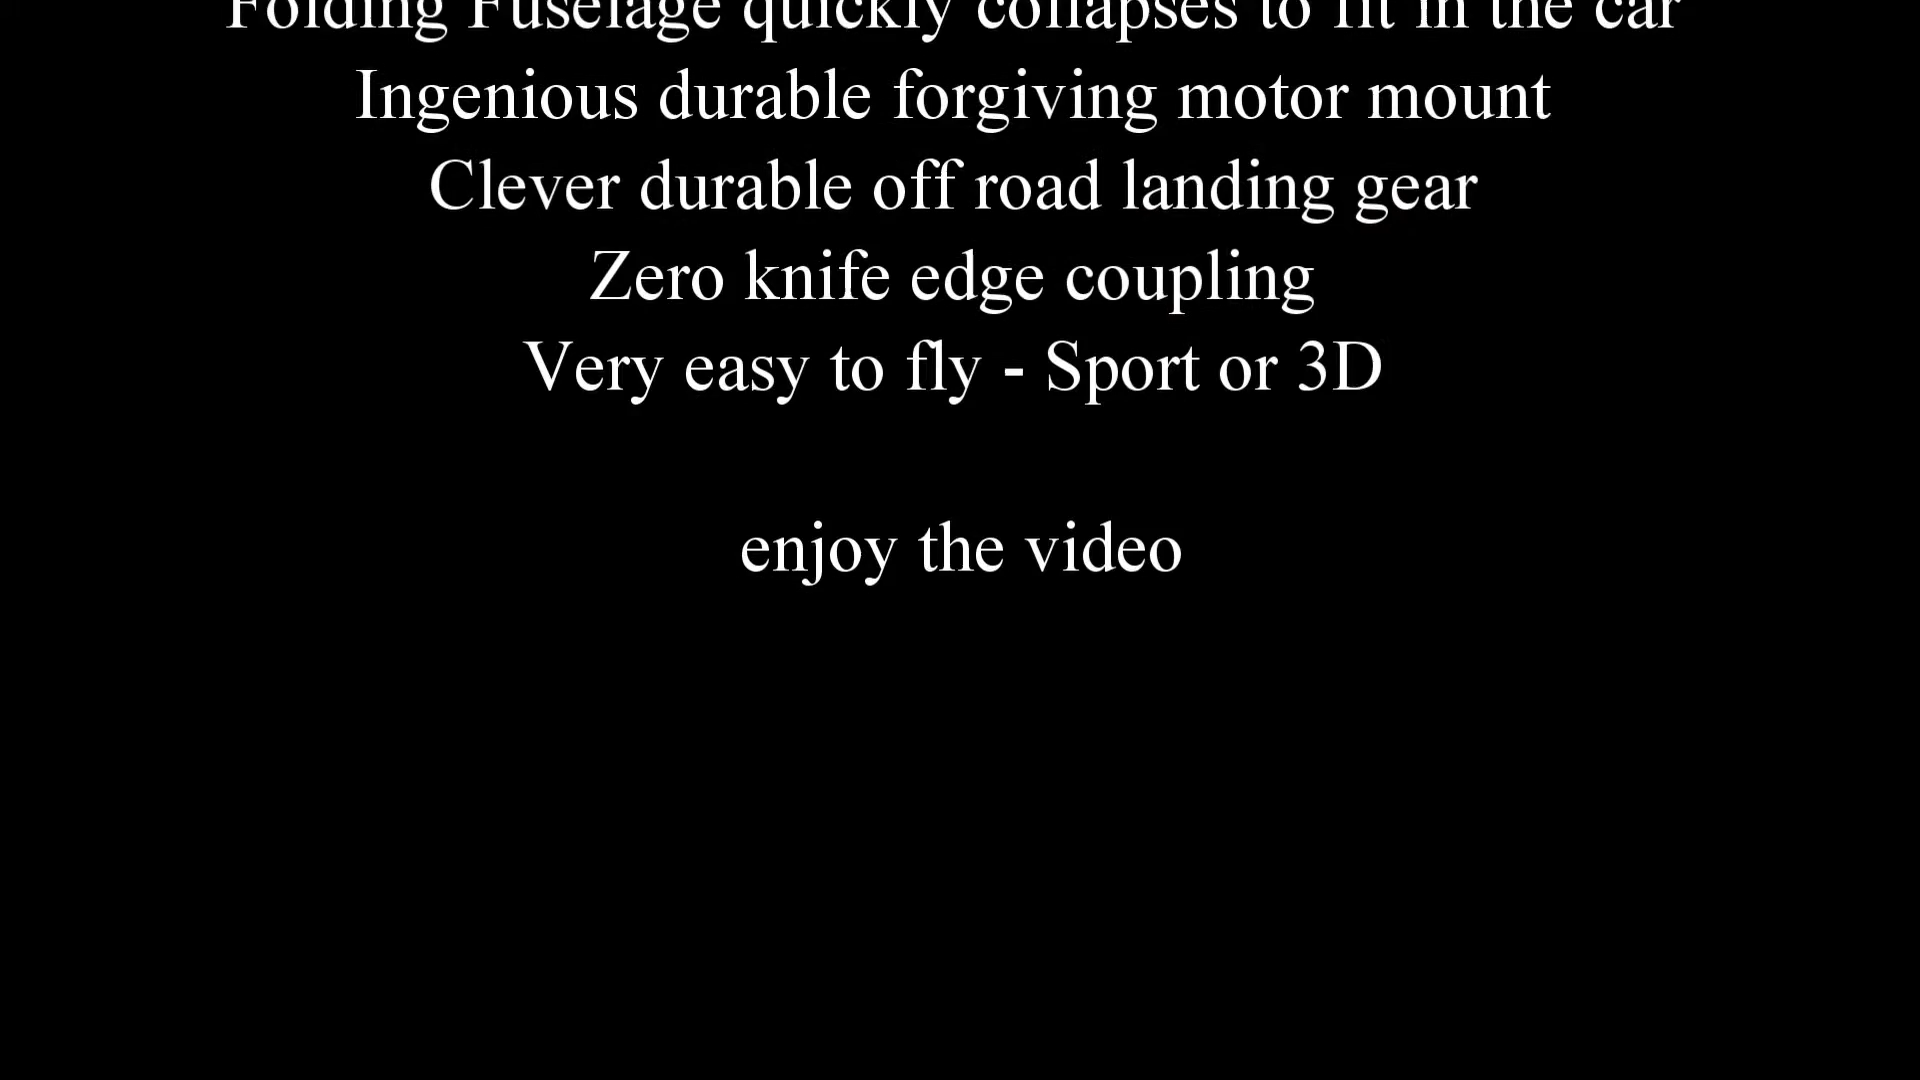 Folding Fuselage quickly collapses to fit in the car
Ingenious durable forgiving motor mount
Clever durable off road landing gear
Zero knife edge coupling
Very easy to fly - Sport or 3D
enjoy the video